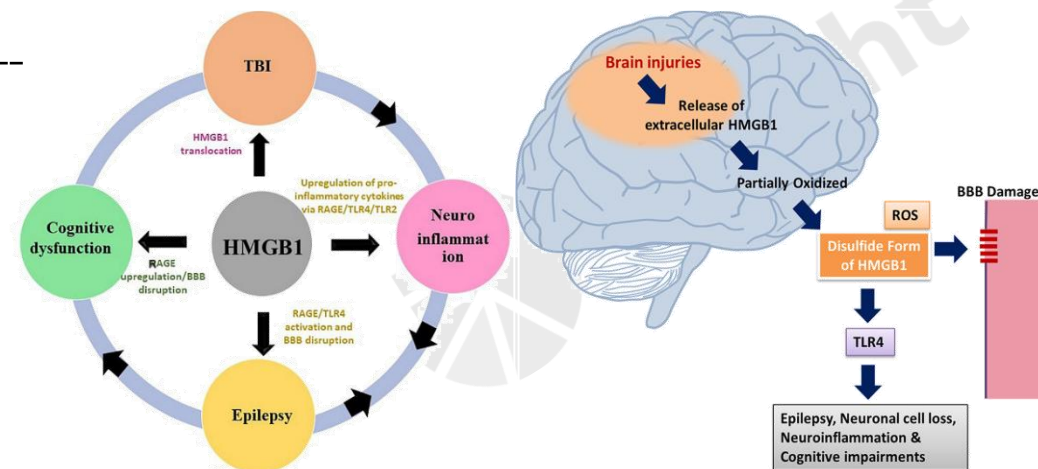 --
TBI
HMGB1
translocation
Upregulation of pro-
inflammatory cytokines
via RAGE/TLR4/TLR2
Cognitive
dysfunction
HMGB1
Neuro
inflammat
ion
RAGE
upregulation/BBB
disruption
RAGE/TLR4
activation and
BBB disruption
Epilepsy
Brain injuries
Release of
extracellular HMGB1
Partially Oxidized
BBB Damage
ROS
Disulfide Form
of HMGB1
TLR4
Epilepsy, Neuronal cell loss,
Neuroinflammation &
Cognitive impairments